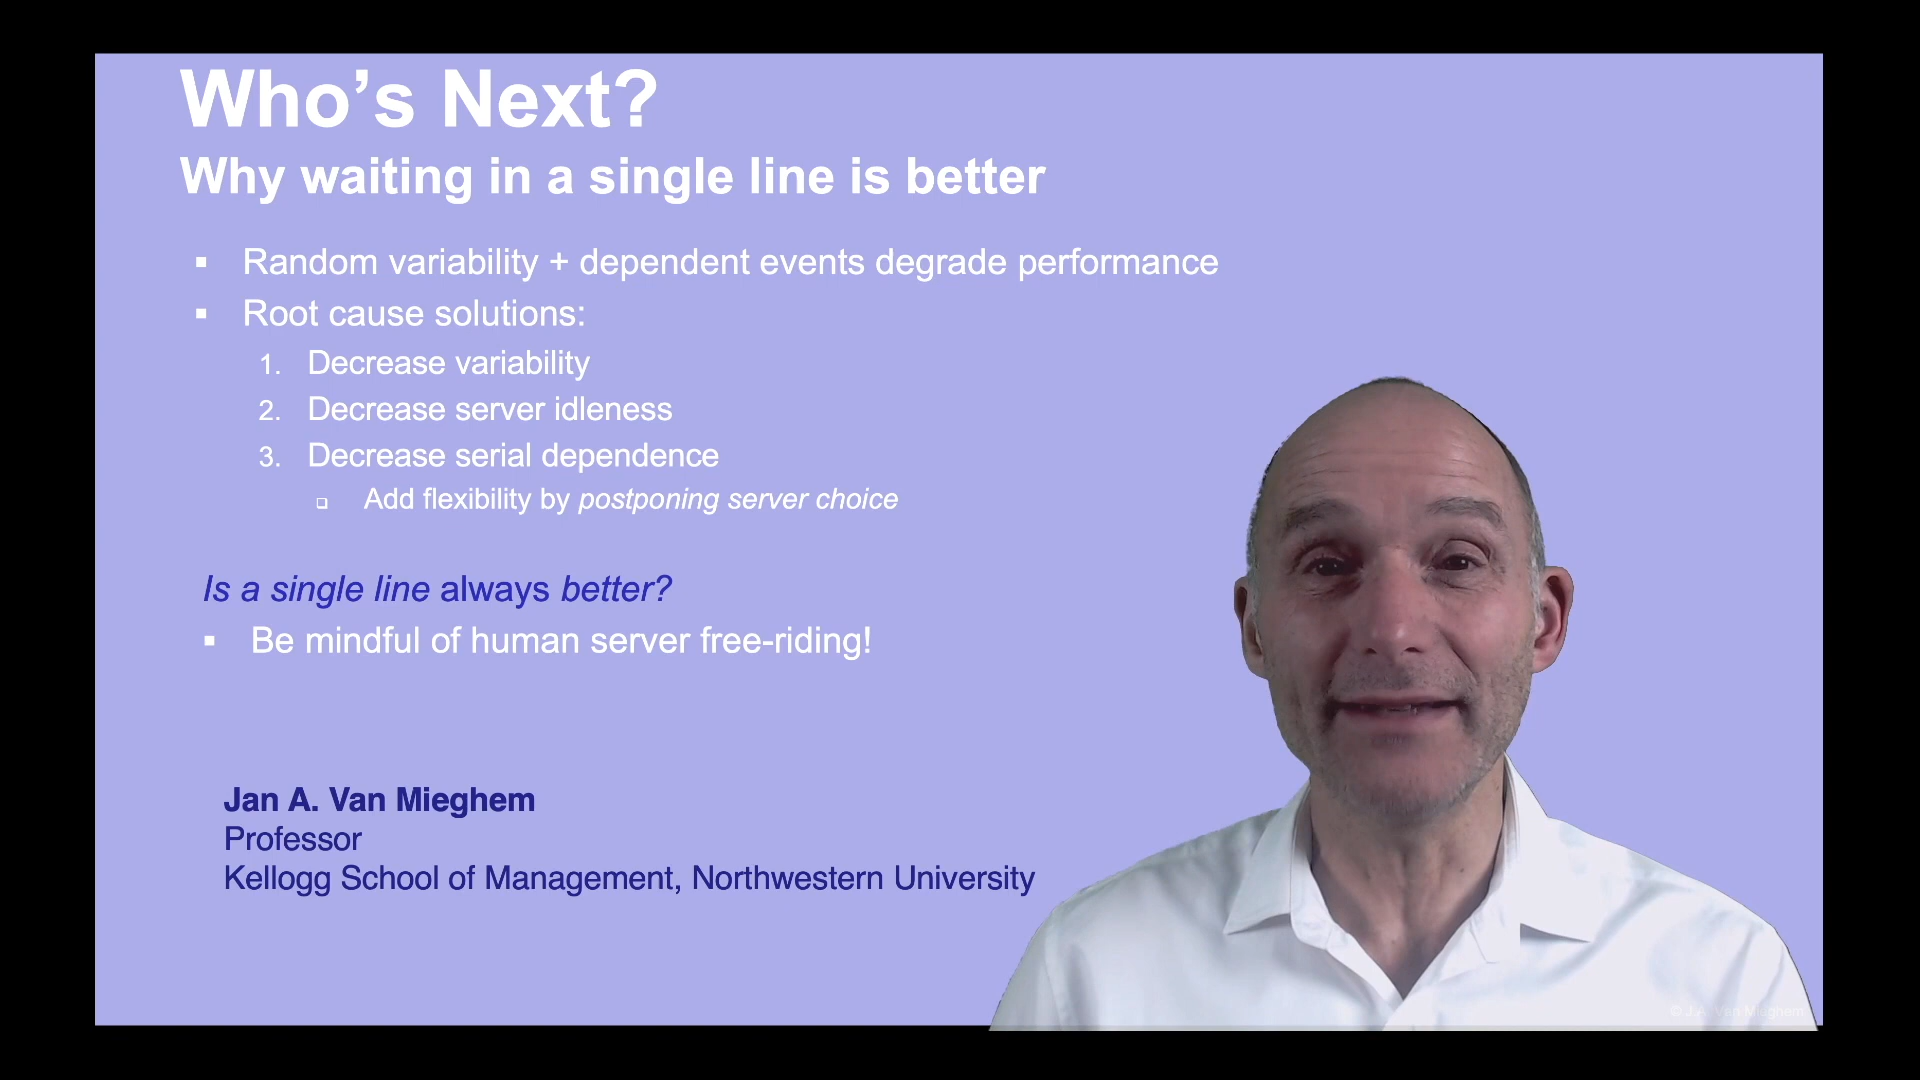 Who's Next?
Why waiting in a single line is better
▪ Random variability + dependent events degrade performance
▪ Root cause solutions:
1. Decrease variability
2. Decrease server idleness
3. Decrease serial dependence
❑ Add flexibility by postponing server choice
Is a single line always better?
▪ Be mindful of human server free-riding!
Jan A. Van Mieghem
Professor
Kellogg School of Management, Northwestern University
© J.A. Van Mieghem